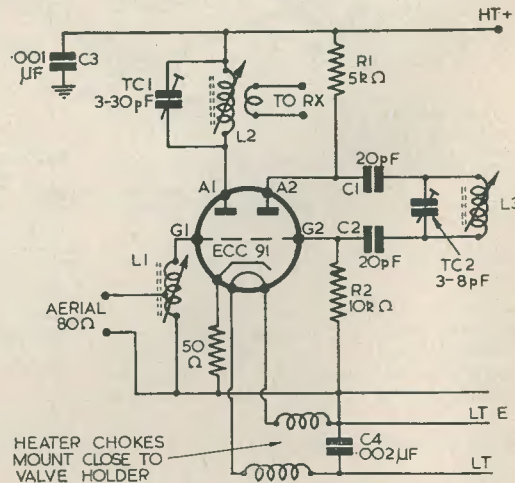 HT+
.001
µF
C3
TC1
3-30pF
L2
TO RX
R1
5kΩ
A1
A2
20pF
C1
L3
G1
ECC 91
G2
C2
20pF
TC2
3-8pF
L1
AERIAL
80Ω
50
Ω
R2
10kΩ
LT E
HEATER CHOKES
MOUNT CLOSE TO
VALVE HOLDER
C4
.002µF
LT